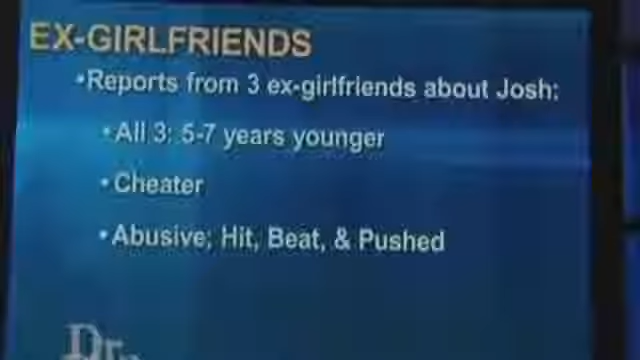 EX-GIRLFRIENDS
•Reports from 3 ex-girlfriends about Josh:
•All 3: 5-7 years younger
•Cheater
•Abusive; Hit, Beat, & Pushed
Dr.